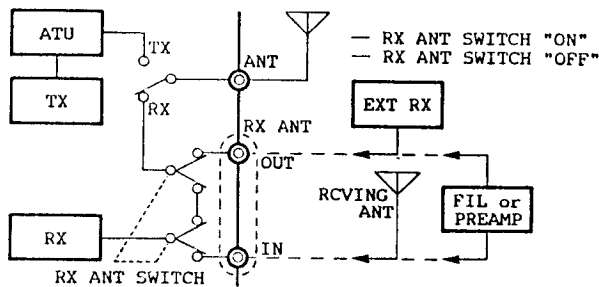 ATU
TX
TX
RX
ANT
— RX ANT SWITCH "ON"
— RX ANT SWITCH "OFF"
EXT RX
RX ANT
OUT
RCVING
ANT
FIL or
PREAMP
RX
IN
RX ANT SWITCH